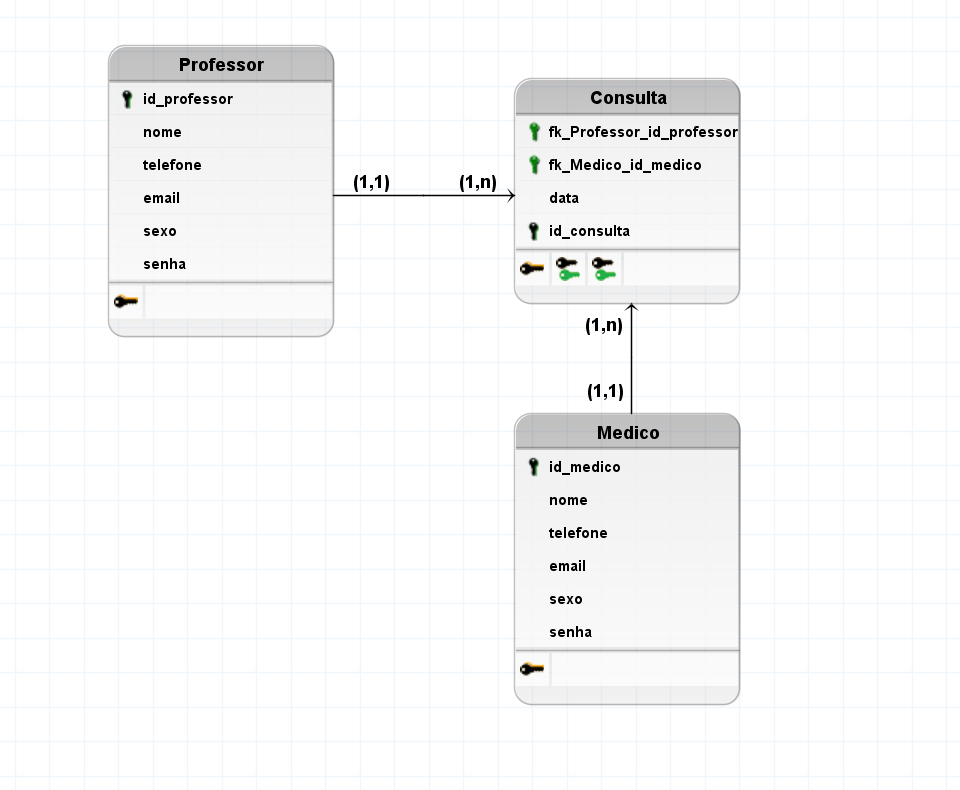 Professor
id_professor
nome
telefone
email
sexo
senha
(1,1)
(1,n)
Consulta
fk_Professor_id_professor
fk_Medico_id_medico
data
id_consulta
(1,n)
(1,1)
Medico
id_medico
nome
telefone
email
sexo
senha